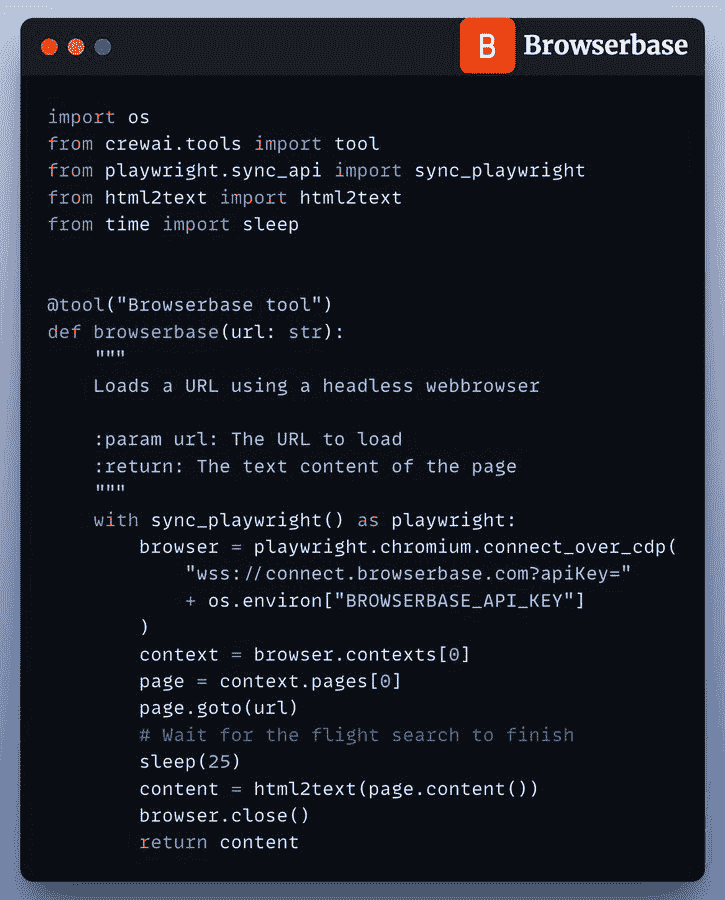 B Browserbase
import os
from crewai.tools import tool
from playwright.sync_api import sync_playwright
from html2text import html2text
from time import sleep
@tool("Browserbase tool")
def browserbase(url: str):
    """
    Loads a URL using a headless webbrowser
    :param url: The URL to load
    :return: The text content of the page
    """
    with sync_playwright() as playwright:
        browser = playwright.chromium.connect_over_cdp(
            "wss://connect.browserbase.com?apiKey="
            + os.environ["BROWSERBASE_API_KEY"]
        )
        context = browser.contexts[0]
        page = context.pages[0]
        page.goto(url)
        # Wait for the flight search to finish
        sleep(25)
        content = html2text(page.content())
        browser.close()
        return content